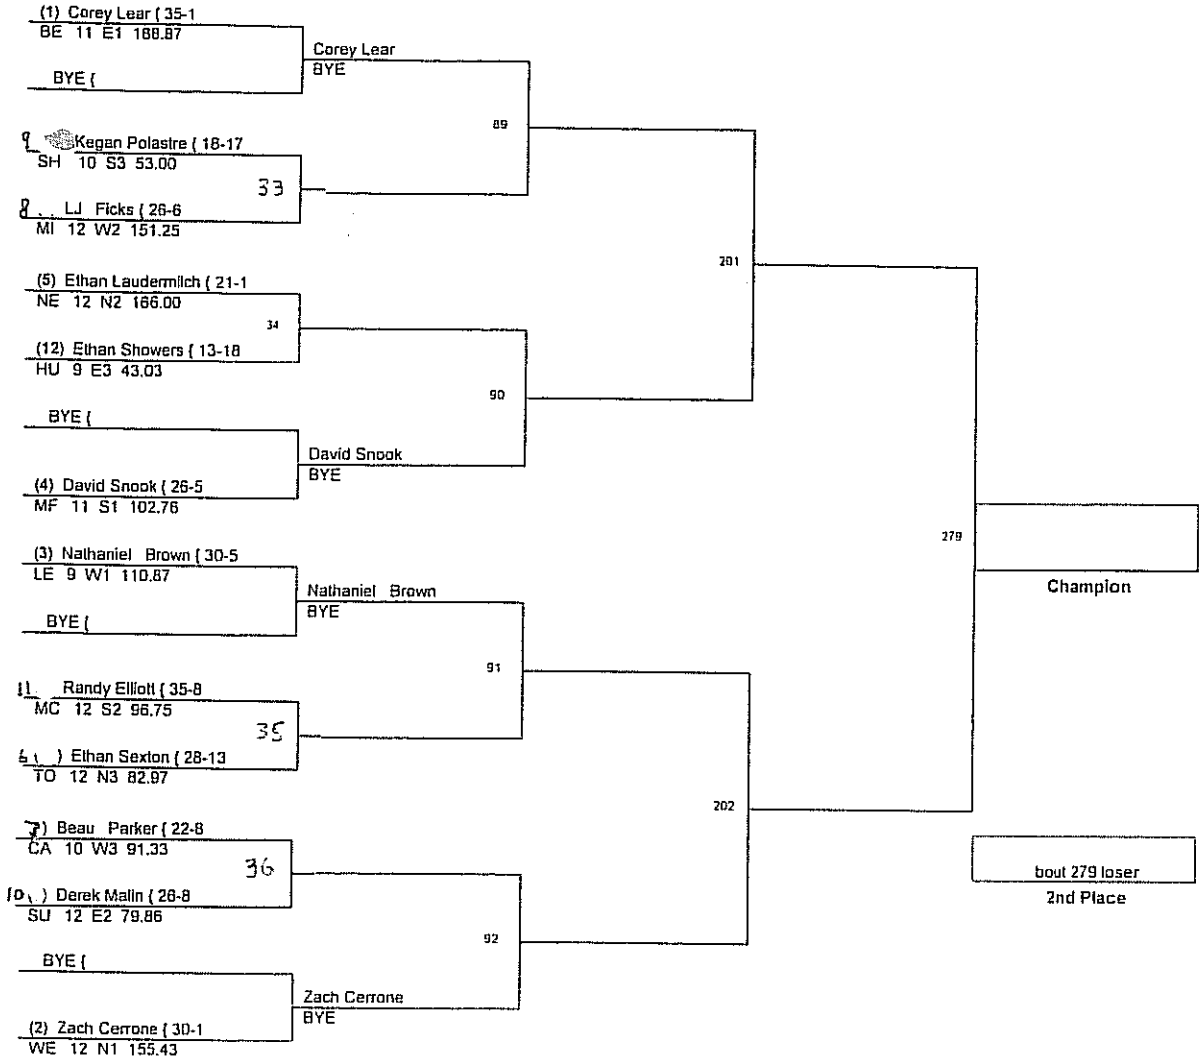 (1) Corey Lear ( 35-1
BE 11 E1 188.87
Corey Lear
BYE
BYE (
89
9 Kegan Polastre ( 18-17
SH 10 S3 53.00
33
8 LJ Ficks ( 26-6
MI 12 W2 151.25
201
(5) Ethan Laudermilch ( 21-1
NE 12 N2 166.00
34
(12) Ethan Showers ( 13-18
HU 9 E3 43.03
90
BYE (
David Snook
BYE
(4) David Snook ( 26-5
MF 11 S1 102.76
279
Champion
(3) Nathaniel Brown ( 30-5
LE 9 W1 110.87
Nathaniel Brown
BYE
BYE (
91
11 Randy Elliott ( 35-8
MC 12 S2 96.75
35
6 ( ) Ethan Sexton ( 28-13
TO 12 N3 82.97
202
7) Beau Parker ( 22-8
CA 10 W3 91.33
36
10 ) Derek Malin ( 26-8
SU 12 E2 79.86
bout 279 loser
2nd Place
92
BYE (
Zach Cerrone
BYE
(2) Zach Cerrone ( 30-1
WE 12 N1 155.43